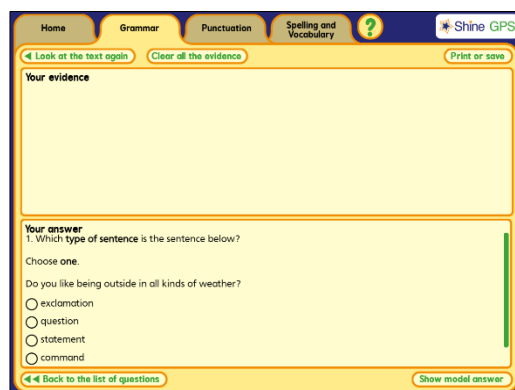 Home
Grammar
Punctuation
Spelling and
Vocabulary
?
Shine GPS
Look at the text again
Clear all the evidence
Print or save
Your evidence
Your answer
1. Which type of sentence is the sentence below?
Choose one.
Do you like being outside in all kinds of weather?
exclamation
question
statement
command
Back to the list of questions
Show model answer